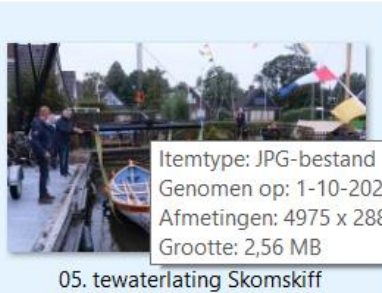 Itemtype: JPG-bestand
Genomen op: 1-10-202
Afmetingen: 4975 x 288
Grootte: 2,56 MB
05. tewaterlating Skomskiff